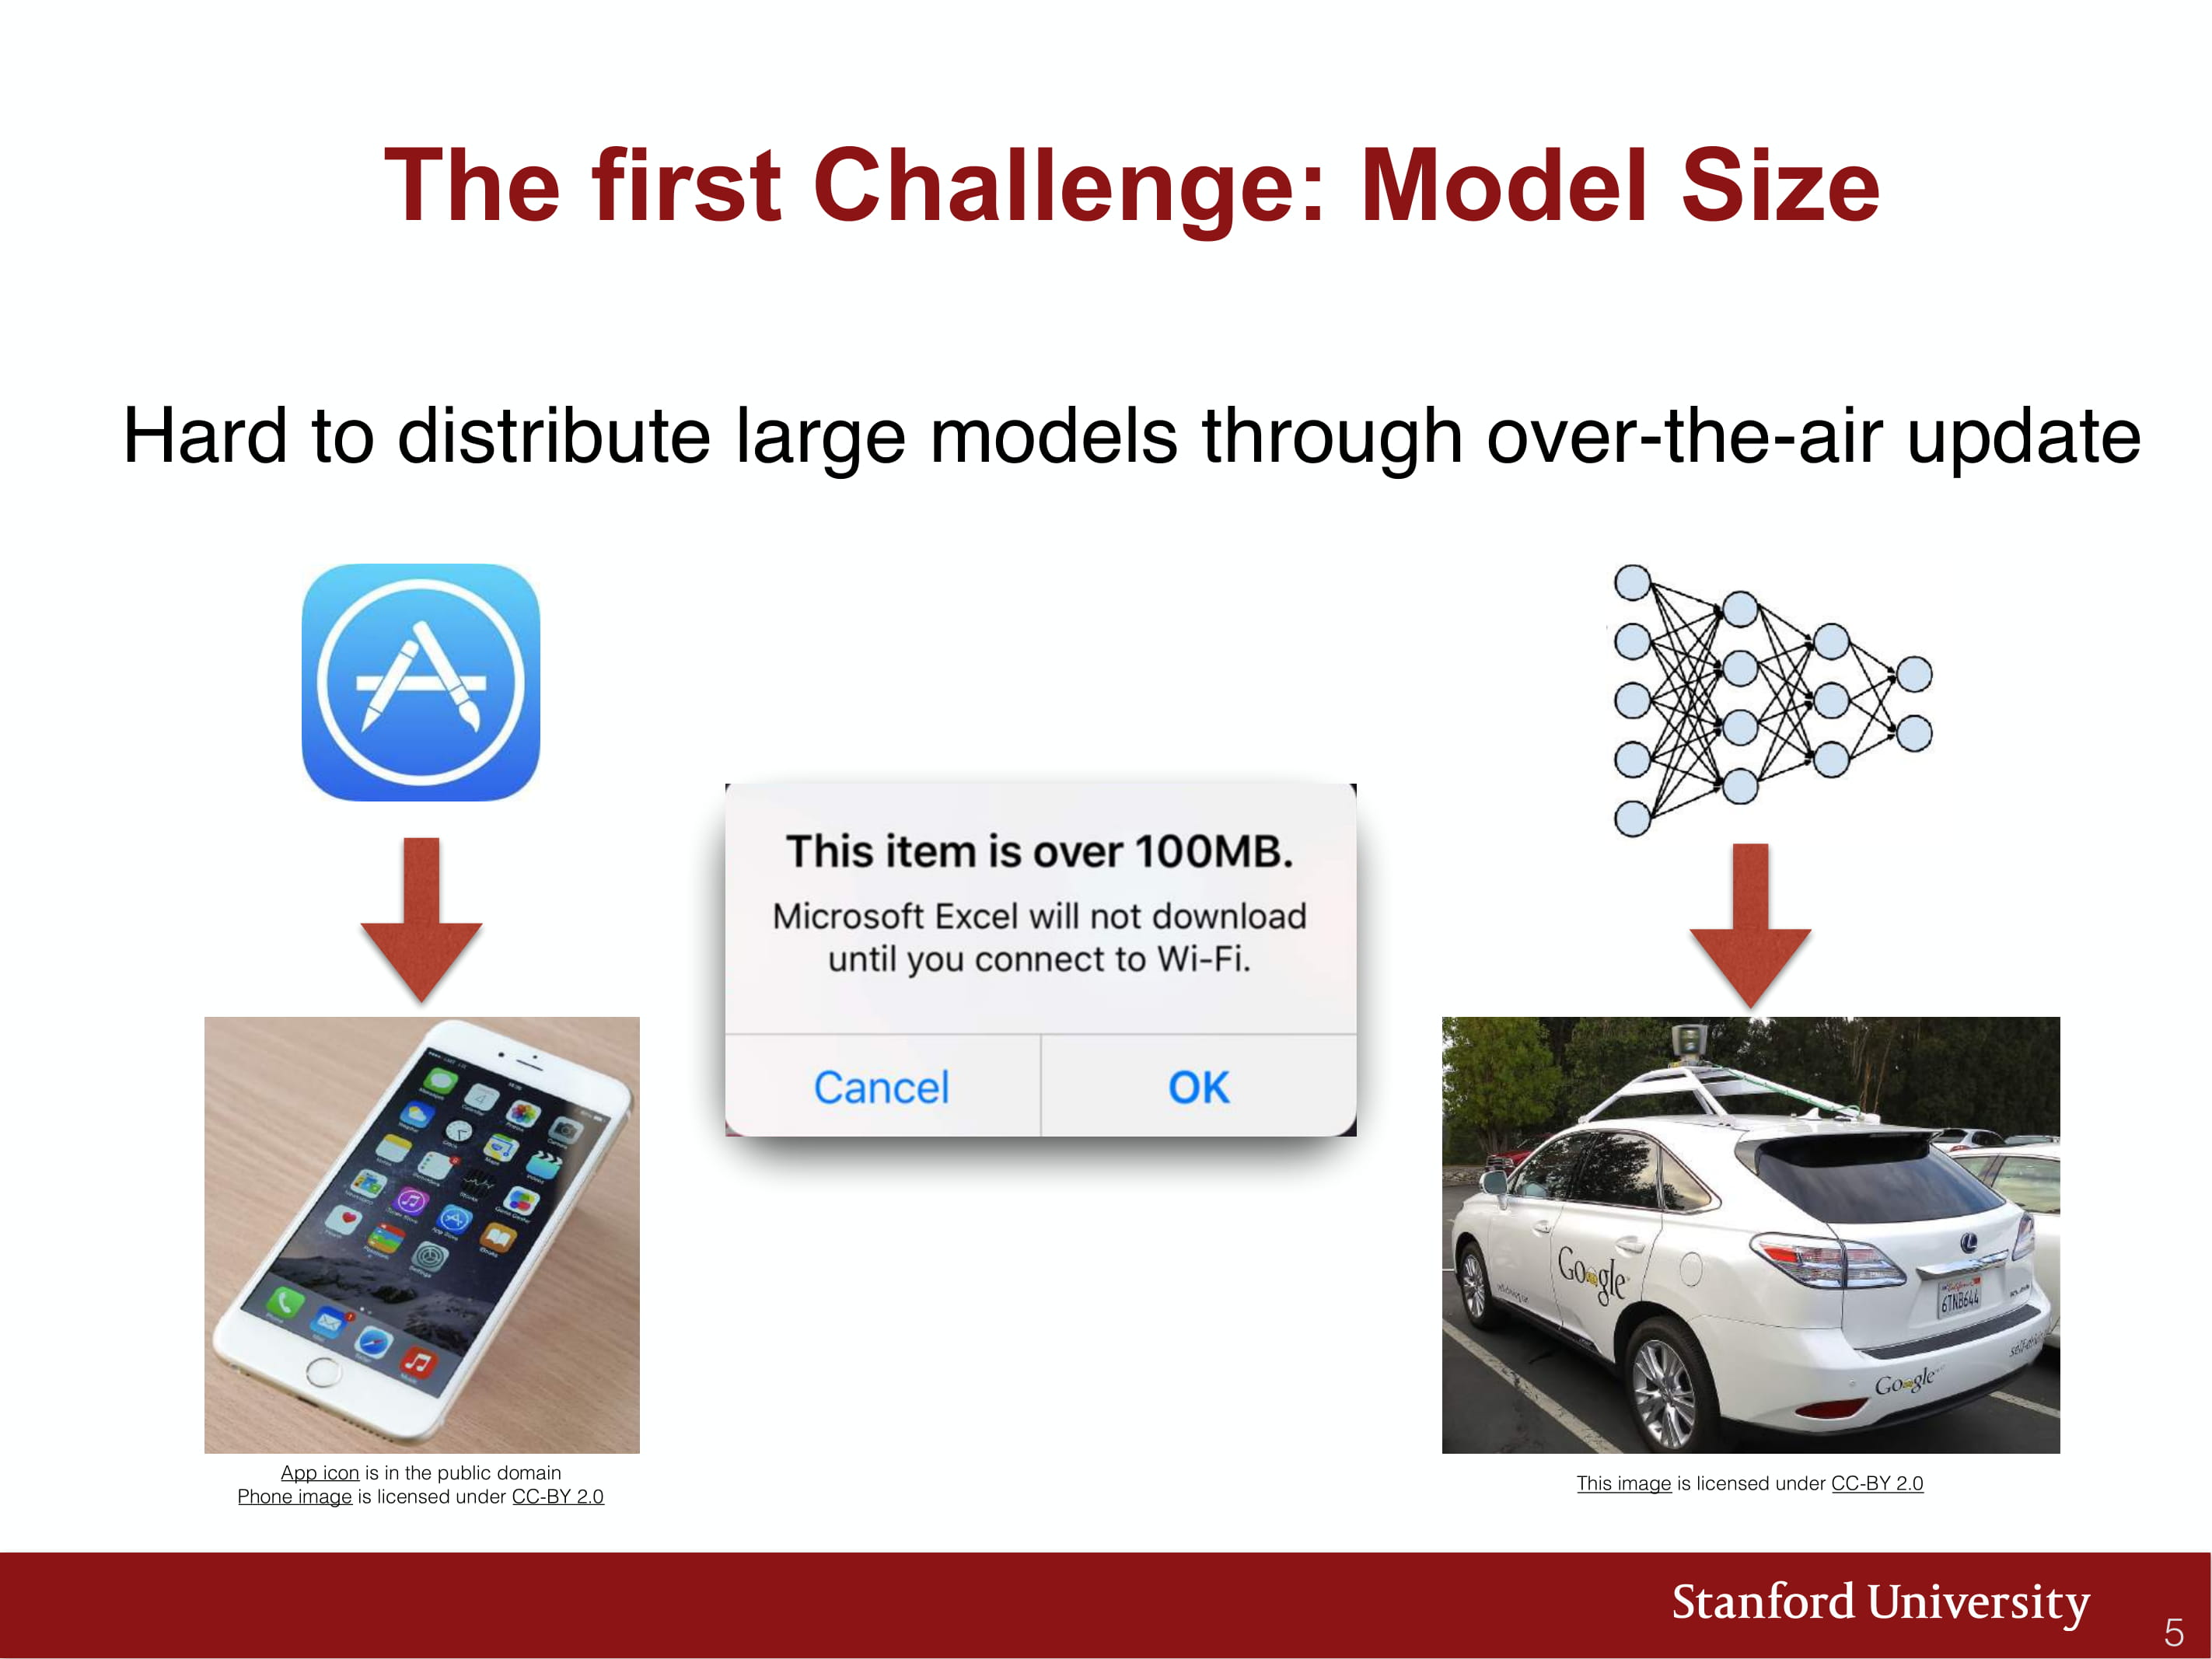 The first Challenge: Model Size
Hard to distribute large models through over-the-air update
This item is over 100MB.
Microsoft Excel will not download
until you connect to Wi-Fi.
Cancel
OK
Google
Google
6TNB644
App icon is in the public domain
Phone image is licensed under CC-BY 2.0
This image is licensed under CC-BY 2.0
Stanford University
5